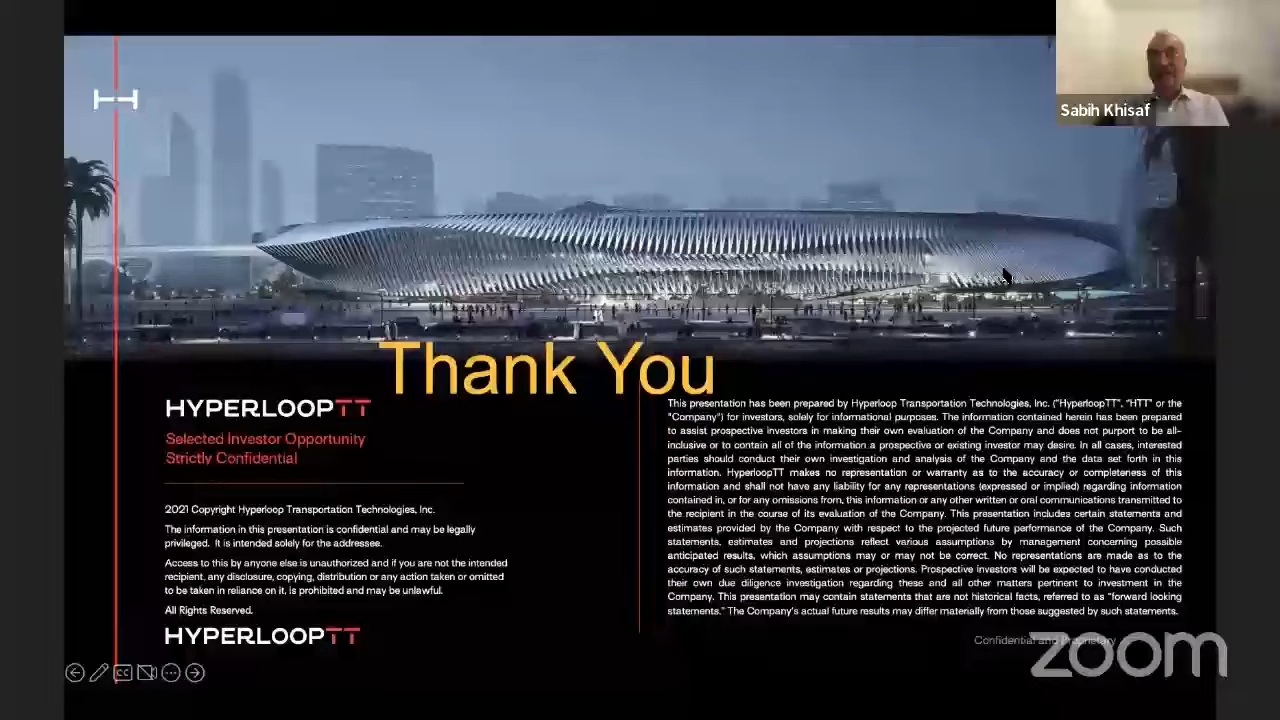 Sabih Khisaf
Thank You
HYPERLOOPTT
Selected Investor Opportunity
Strictly Confidential
2021 Copyright Hyperloop Transportation Technologies, Inc.
The information in this presentation is confidential and may be legally
privileged. It is intended solely for the addressee.
Access to this by anyone else is unauthorized and if you are not the intended
recipient, any disclosure, copying, distribution or any action taken or omitted
to be taken in reliance on it, is prohibited and may be unlawful.
All Rights Reserved.
HYPERLOOPTT
This presentation has been prepared by Hyperloop Transportation Technologies, Inc. ("HyperloopTT", "HTT" or the
"Company") for investors, solely for informational purposes. The information contained herein has been prepared
to assist prospective investors in making their own evaluation of the Company and does not purport to be all-
inclusive or to contain all of the information a prospective or existing investor may desire. In all cases, interested
parties should conduct their own investigation and analysis of the Company and the data set forth in this
information. HyperloopTT makes no representation or warranty as to the accuracy or completeness of this
information and shall not have any liability for any representations (expressed or implied) regarding information
contained in, or for any omissions from, this information or any other written or oral communications transmitted to
the recipient in the course of its evaluation of the Company. This presentation includes certain statements and
estimates provided by the Company with respect to the projected future performance of the Company. Such
statements, estimates and projections reflect various assumptions by management concerning possible
anticipated results, which assumptions may or may not be correct. No representations are made as to the
accuracy of such statements, estimates or projections. Prospective investors will be expected to have conducted
their own due diligence investigation regarding these and all other matters pertinent to investment in the
Company. This presentation may contain statements that are not historical facts, referred to as "forward looking
statements." The Company's actual future results may differ materially from those suggested by such statements.
Confidential and Proprietary
zoom
CC